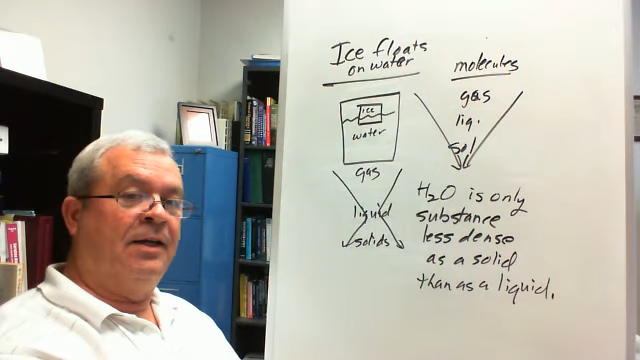 Ice floats
on water
ice
water
gas
liquid
solids
molecules
gas
liq.
sol
H2O is only
substance
less dense
as a solid
than as a liquid.